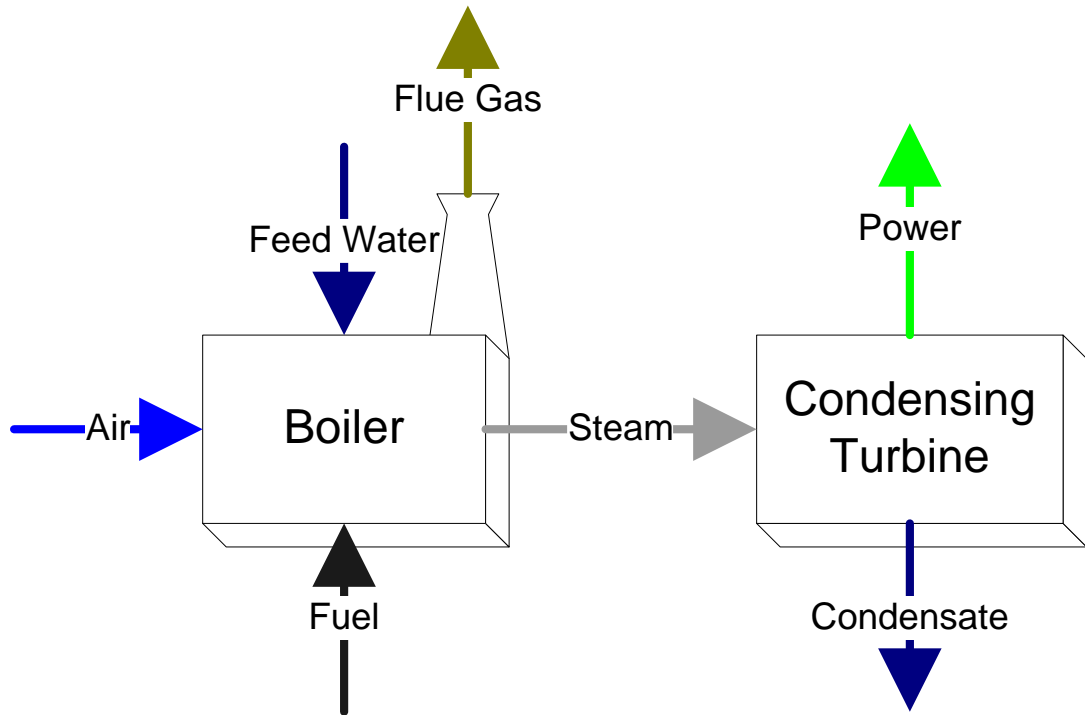 Flue Gas
Feed Water
Power
Air
Boiler
Steam
Condensing
Turbine
Fuel
Condensate